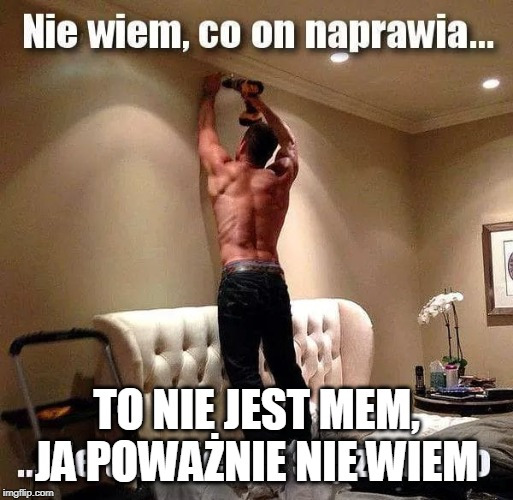 Nie wiem, co on naprawia...
TO NIE JEST MEM,
JA POWAŻNIE NIE WIEM
imgflip.com